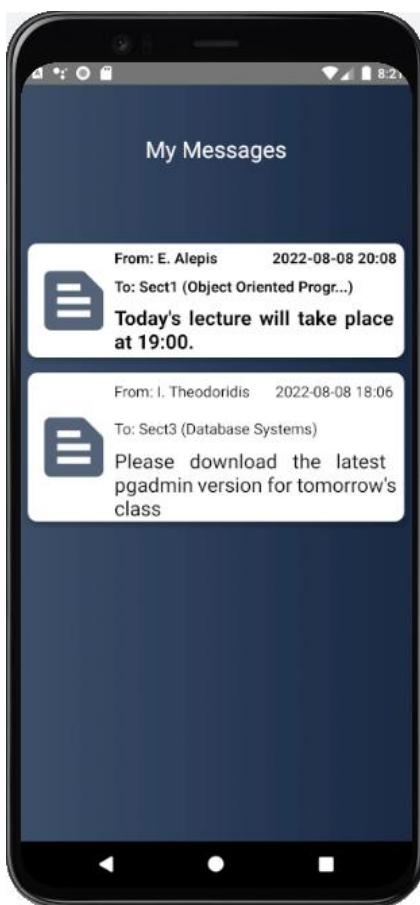 8:21
My Messages
From: E. Alepis 2022-08-08 20:08
To: Sect1 (Object Oriented Progr...)
Today's lecture will take place
at 19:00.
From: I. Theodoridis 2022-08-08 18:06
To: Sect3 (Database Systems)
Please download the latest
pgadmin version for tomorrow's
class